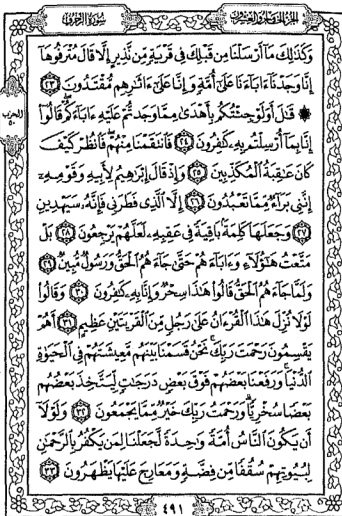 الجزء الخامس والعشرون
سورة الزخرف
وَكَذَٰلِكَ مَآ أَرْسَلْنَا مِن قَبْلِكَ فِى قَرْيَةٍ مِّن نَّذِيرٍ إِلَّا قَالَ مُتْرَفُوهَآ
إِنَّا وَجَدْنَآ ءَابَآءَنَا عَلَىٰٓ أُمَّةٍ وَإِنَّا عَلَىٰٓ ءَاثَٰرِهِم مُّقْتَدُونَ ﴿٢٣﴾
۞ قَٰلَ أَوَلَوْ جِئْتُكُم بِأَهْدَىٰ مِمَّا وَجَدتُّمْ عَلَيْهِ ءَابَآءَكُمْ ۖ قَالُوٓا۟
إِنَّا بِمَآ أُرْسِلْتُم بِهِۦ كَٰفِرُونَ ﴿٢٤﴾ فَٱنتَقَمْنَا مِنْهُمْ ۖ فَٱنظُرْ كَيْفَ
كَانَ عَٰقِبَةُ ٱلْمُكَذِّبِينَ ﴿٢٥﴾ وَإِذْ قَالَ إِبْرَٰهِيمُ لِأَبِيهِ وَقَوْمِهِۦٓ
إِنَّنِى بَرَآءٌ مِّمَّا تَعْبُدُونَ ﴿٢٦﴾ إِلَّا ٱلَّذِى فَطَرَنِى فَإِنَّهُۥ سَيَهْدِينِ
﴿٢٧﴾ وَجَعَلَهَا كَلِمَةًۢ بَاقِيَةً فِى عَقِبِهِۦ لَعَلَّهُمْ يَرْجِعُونَ ﴿٢٨﴾ بَلْ
مَتَّعْتُ هَٰٓؤُلَآءِ وَءَابَآءَهُمْ حَتَّىٰ جَآءَهُمُ ٱلْحَقُّ وَرَسُولٌ مُّبِينٌ ﴿٢٩﴾
وَلَمَّا جَآءَهُمُ ٱلْحَقُّ قَالُوا۟ هَٰذَا سِحْرٌ وَإِنَّا بِهِۦ كَٰفِرُونَ ﴿٣٠﴾ وَقَالُوا۟
لَوْلَا نُزِّلَ هَٰذَا ٱلْقُرْءَانُ عَلَىٰ رَجُلٍ مِّنَ ٱلْقَرْيَتَيْنِ عَظِيمٍ ﴿٣١﴾ أَهُمْ
يَقْسِمُونَ رَحْمَتَ رَبِّكَ ۚ نَحْنُ قَسَمْنَا بَيْنَهُم مَّعِيشَتَهُمْ فِى ٱلْحَيَوٰةِ
ٱلدُّنْيَا ۚ وَرَفَعْنَا بَعْضَهُمْ فَوْقَ بَعْضٍ دَرَجَٰتٍ لِّيَتَّخِذَ بَعْضُهُم
بَعْضًا سُخْرِيًّا ۗ وَرَحْمَتُ رَبِّكَ خَيْرٌ مِّمَّا يَجْمَعُونَ ﴿٣٢﴾ وَلَوْلَآ
أَن يَكُونَ ٱلنَّاسُ أُمَّةً وَٰحِدَةً لَّجَعَلْنَا لِمَن يَكْفُرُ بِٱلرَّحْمَٰنِ
لِبُيُوتِهِمْ سُقُفًا مِّن فِضَّةٍ وَمَعَارِجَ عَلَيْهَا يَظْهَرُونَ ﴿٣٣﴾
الحزب
٥٠
٤٩١